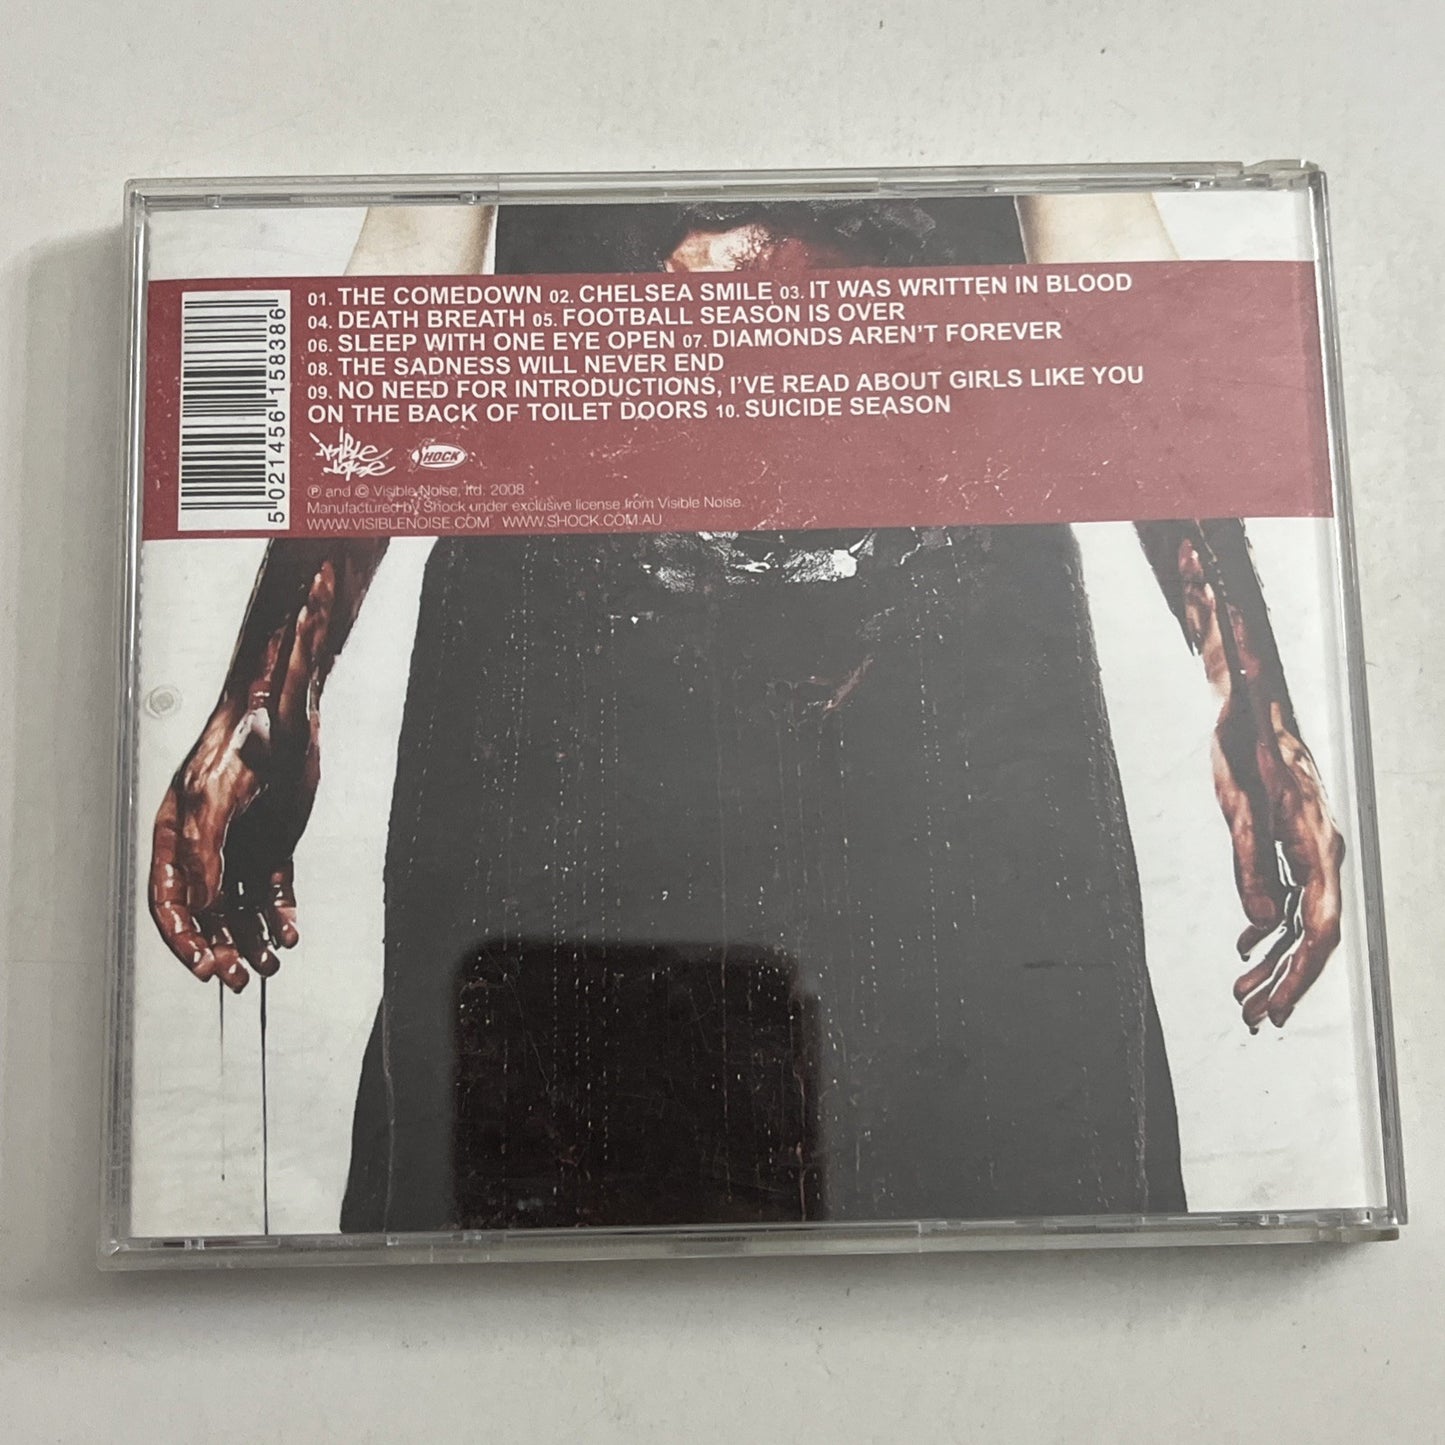 01. THE COMEDOWN 02. CHELSEA SMILE 03. IT WAS WRITTEN IN BLOOD
04. DEATH BREATH 05. FOOTBALL SEASON IS OVER
06. SLEEP WITH ONE EYE OPEN 07. DIAMONDS AREN'T FOREVER
08. THE SADNESS WILL NEVER END
09. NO NEED FOR INTRODUCTIONS, I'VE READ ABOUT GIRLS LIKE YOU
ON THE BACK OF TOILET DOORS 10. SUICIDE SEASON
Visible
Noise
SHOCK
℗ and © Visible Noise, ltd. 2008
Manufactured by Shock under exclusive license from Visible Noise.
WWW.VISIBLENOISE.COM WWW.SHOCK.COM.AU
5 021456 158386